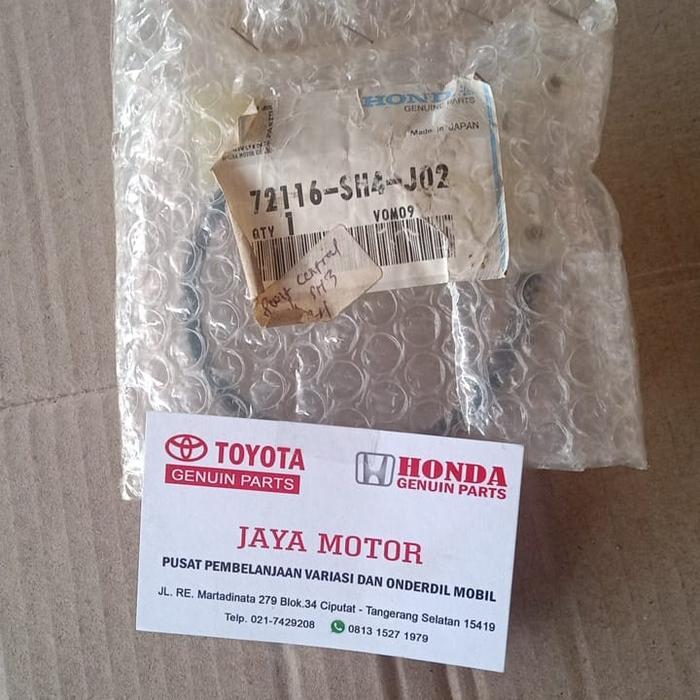 HONDA
GENUINE PARTS
Made in JAPAN
72116-SH4-J02
QTY 1 VOM09
central
TOYOTA
GENUIN PARTS
HONDA
GENUIN PARTS
JAYA MOTOR
PUSAT PEMBELANJAAN VARIASI DAN ONDERDIL MOBIL
JL. RE. Martadinata 279 Blok.34 Ciputat - Tangerang Selatan 15419
Telp. 021-7429208 0813 1527 1979